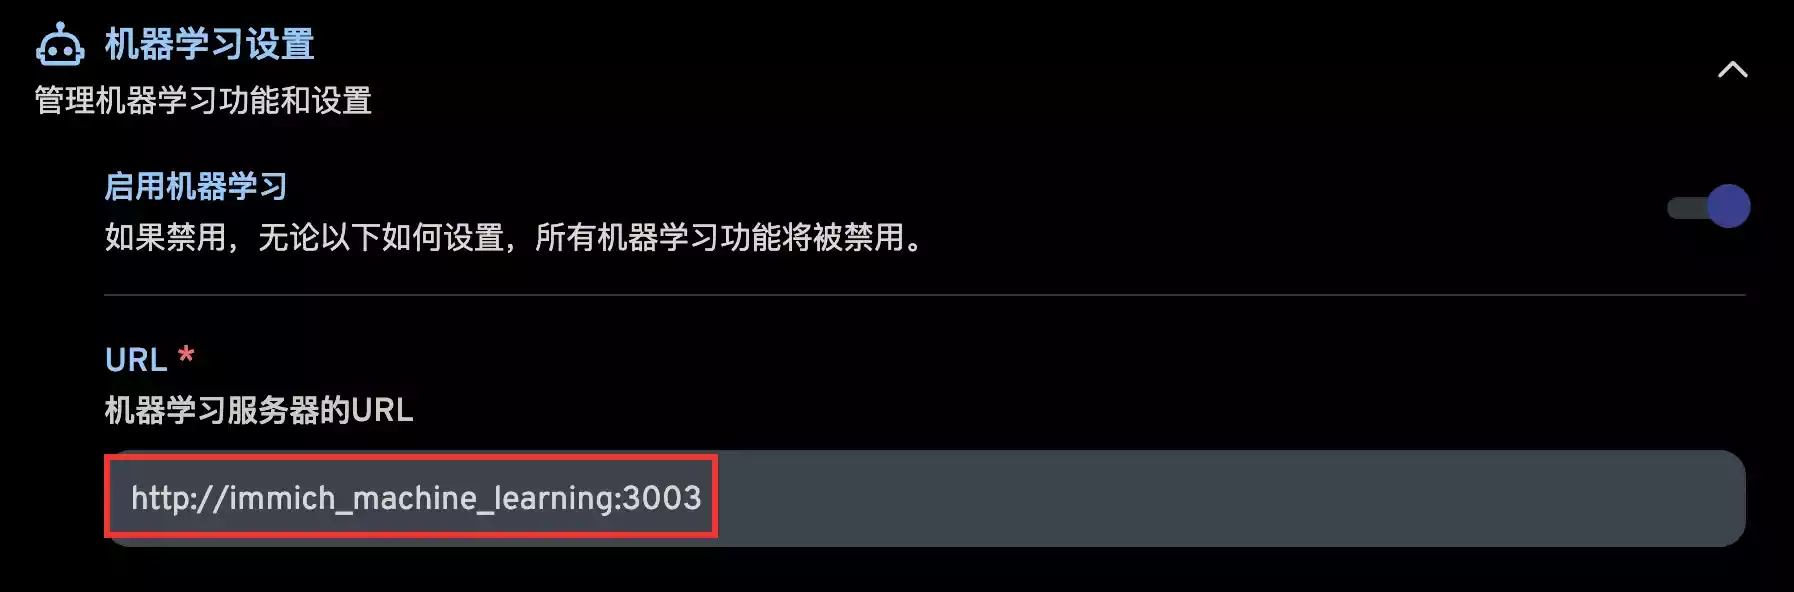 机器学习设置
管理机器学习功能和设置
启用机器学习
如果禁用，无论以下如何设置，所有机器学习功能将被禁用。
URL *
机器学习服务器的URL
http://immich_machine_learning:3003